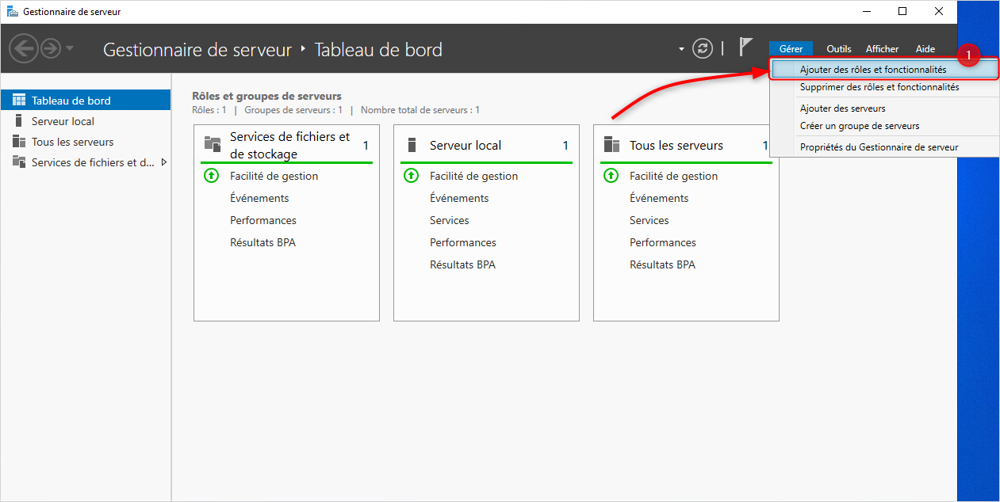 Gestionnaire de serveur
Gestionnaire de serveur ‣ Tableau de bord
Gérer Outils Afficher Aide
1
Ajouter des rôles et fonctionnalités
Supprimer des rôles et fonctionnalités
Ajouter des serveurs
Créer un groupe de serveurs
Propriétés du Gestionnaire de serveur
Tableau de bord
Serveur local
Tous les serveurs
Services de fichiers et d...
Rôles et groupes de serveurs
Rôles : 1 | Groupes de serveurs : 1 | Nombre total de serveurs : 1
Services de fichiers et
de stockage
1
Facilité de gestion
Événements
Performances
Résultats BPA
Serveur local 1
Facilité de gestion
Événements
Services
Performances
Résultats BPA
Tous les serveurs 1
Facilité de gestion
Événements
Services
Performances
Résultats BPA